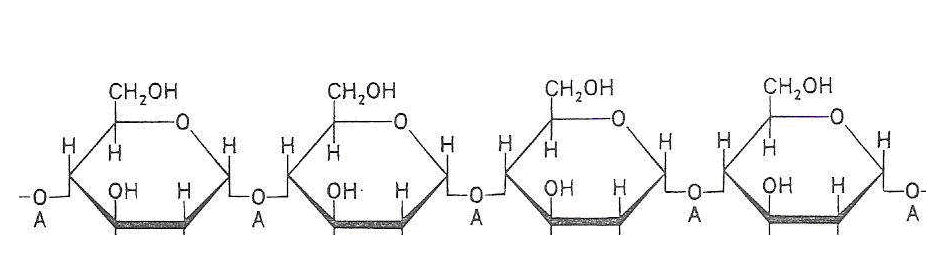 CH2OH CH2OH CH2OH CH2OH
O O O O
H H H H H H H H
H H H H
OH H OH H OH H OH H
-O O O O O-
A A A A A